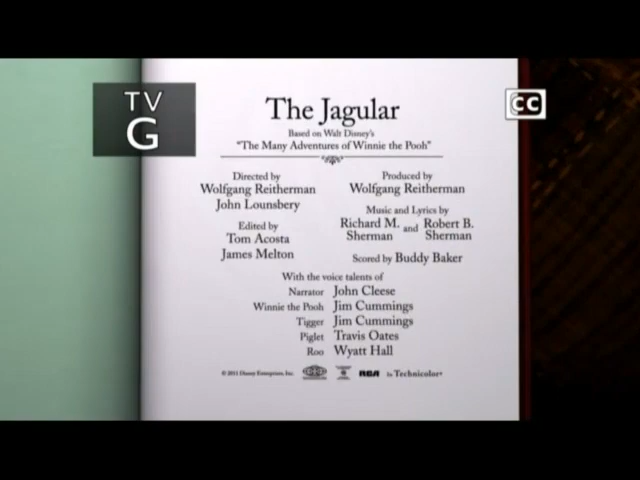 TV
G
CC
The Jagular
Based on Walt Disney's
"The Many Adventures of Winnie the Pooh"
Directed by
Wolfgang Reitherman
John Lounsbery
Edited by
Tom Acosta
James Melton
Produced by
Wolfgang Reitherman
Music and Lyrics by
Richard M. Sherman and Robert B. Sherman
Scored by Buddy Baker
With the voice talents of
Narrator John Cleese
Winnie the Pooh Jim Cummings
Tigger Jim Cummings
Piglet Travis Oates
Roo Wyatt Hall
© 2011 Disney Enterprises, Inc. RCA in Technicolor®